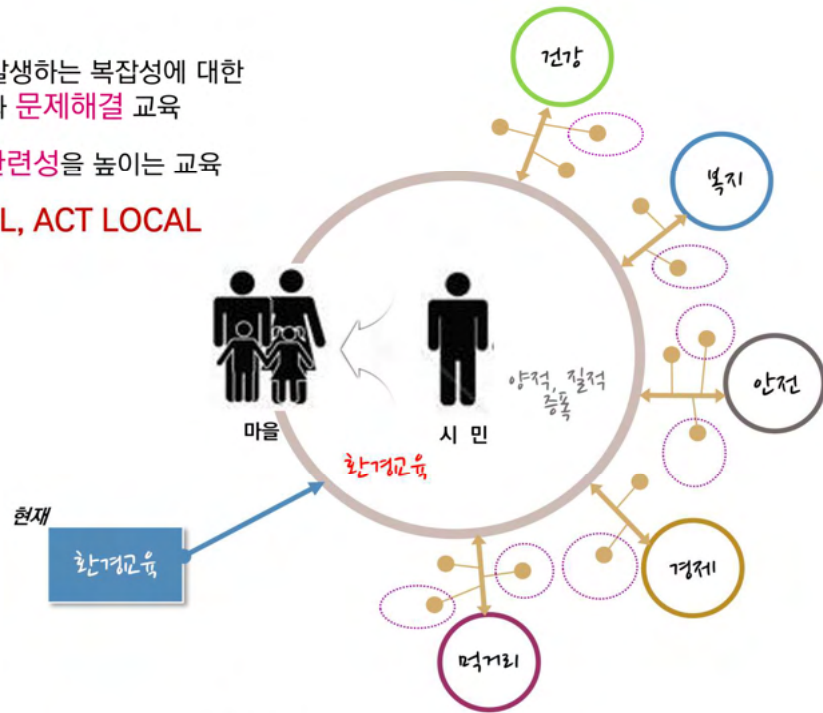 발생하는 복잡성에 대한
문제해결 교육
관련성을 높이는 교육
L, ACT LOCAL
건강
복지
안전
경제
먹거리
마을
시 민
양적, 질적
증폭
환경교육
현재
환경교육